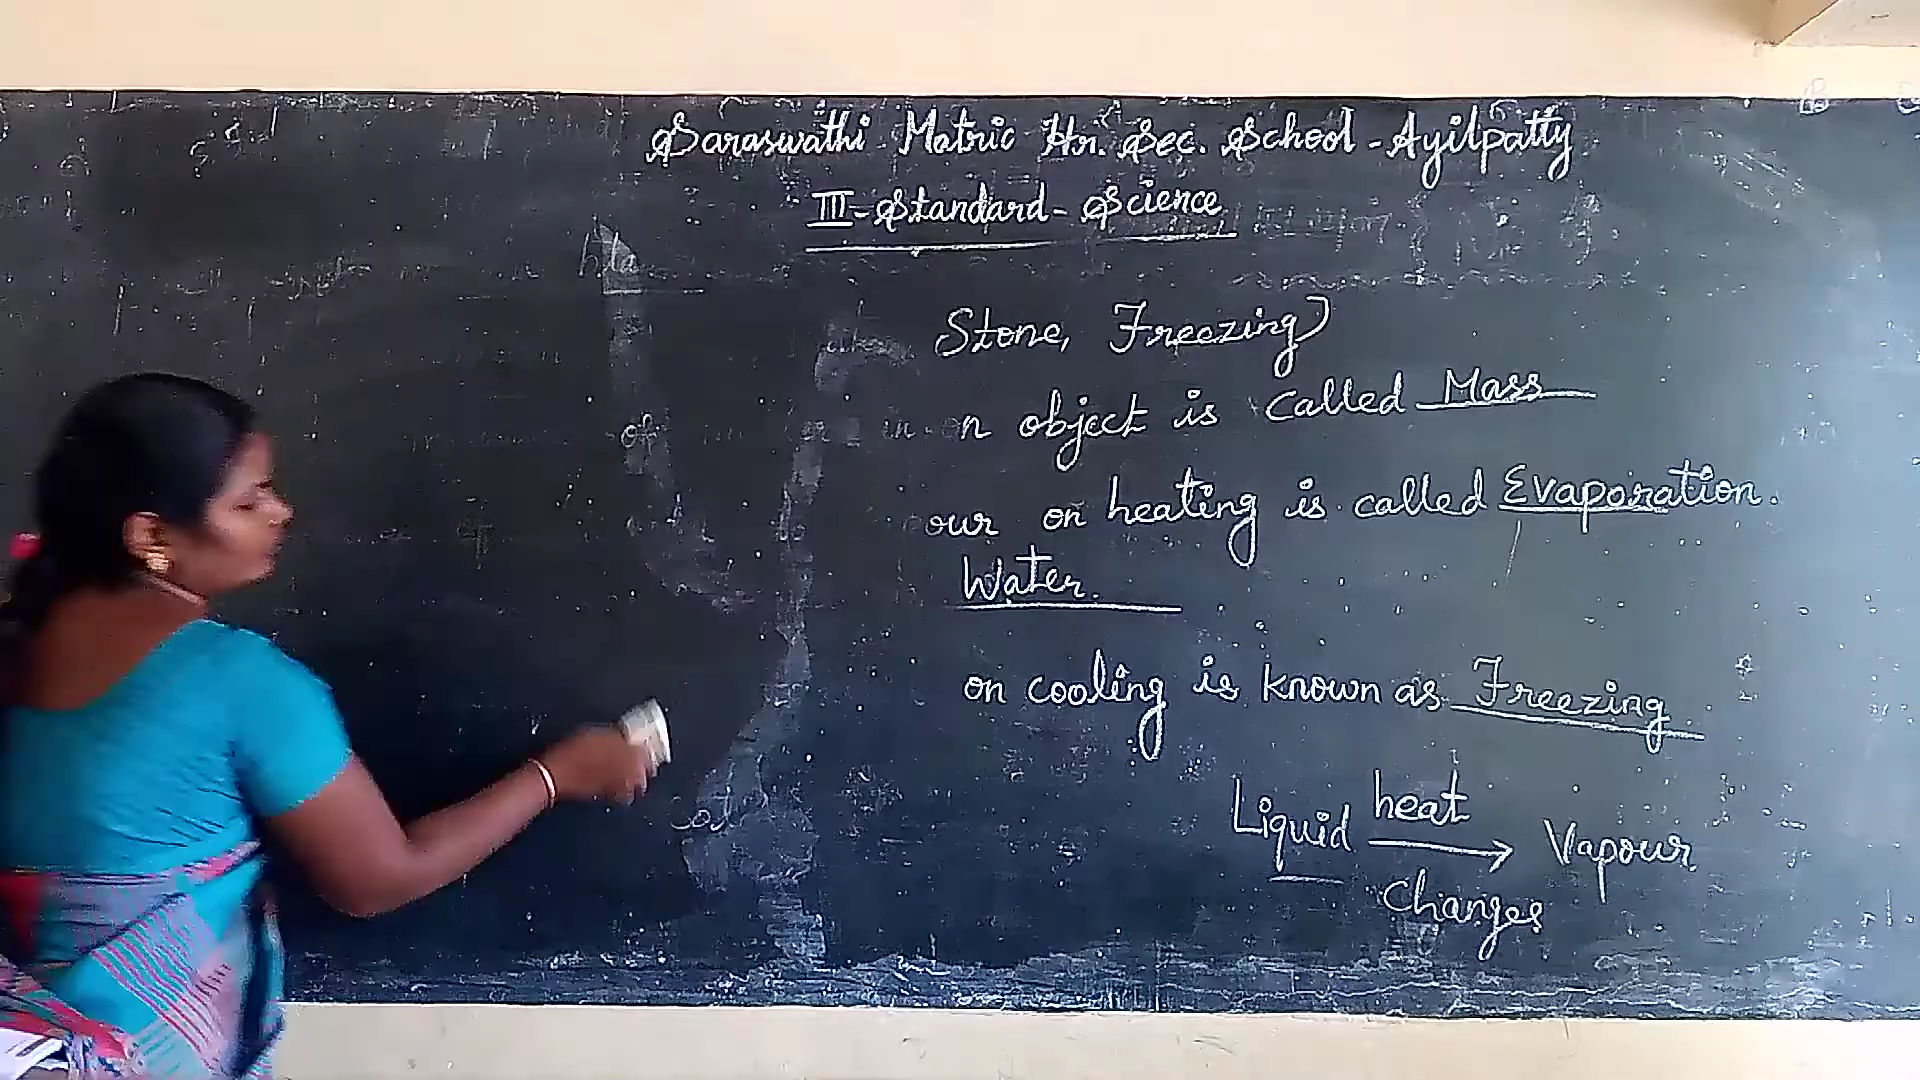 Saraswathi Matric Hr. Sec. School - Ayilpatty
III - Standard - Science
Stone, Freezing)
n object is called Mass
our on heating is called Evaporation.
Water.
on cooling is known as Freezing
heat
Liquid → Vapour
Changes
of